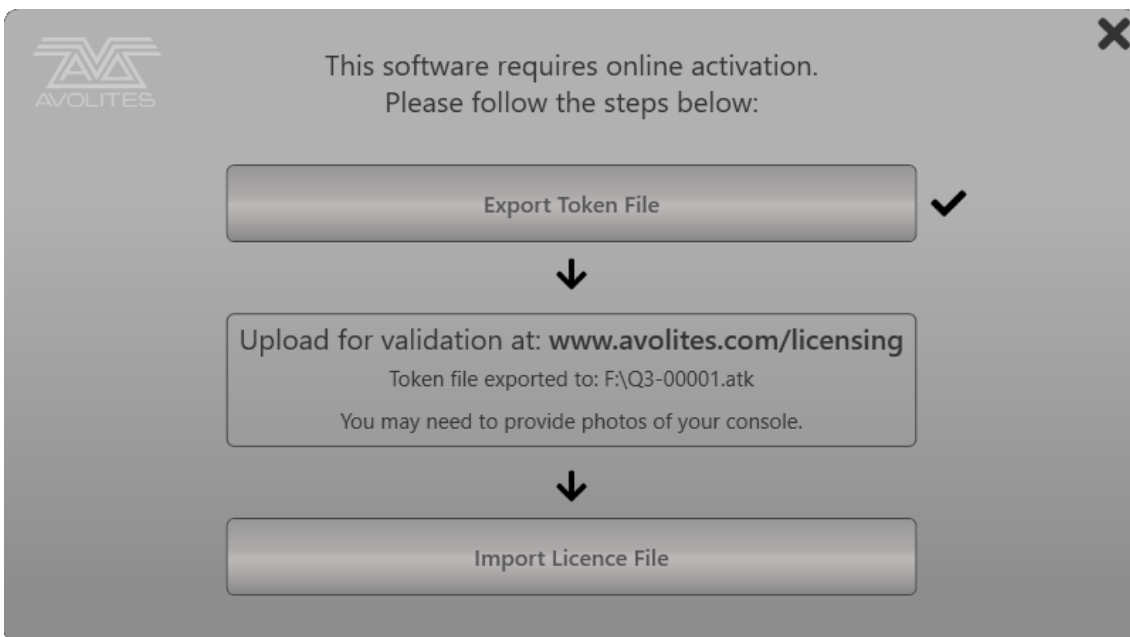 AVOLITES
This software requires online activation.
Please follow the steps below:
Export Token File
Upload for validation at: www.avolites.com/licensing
Token file exported to: F:\Q3-00001.atk
You may need to provide photos of your console.
Import Licence File